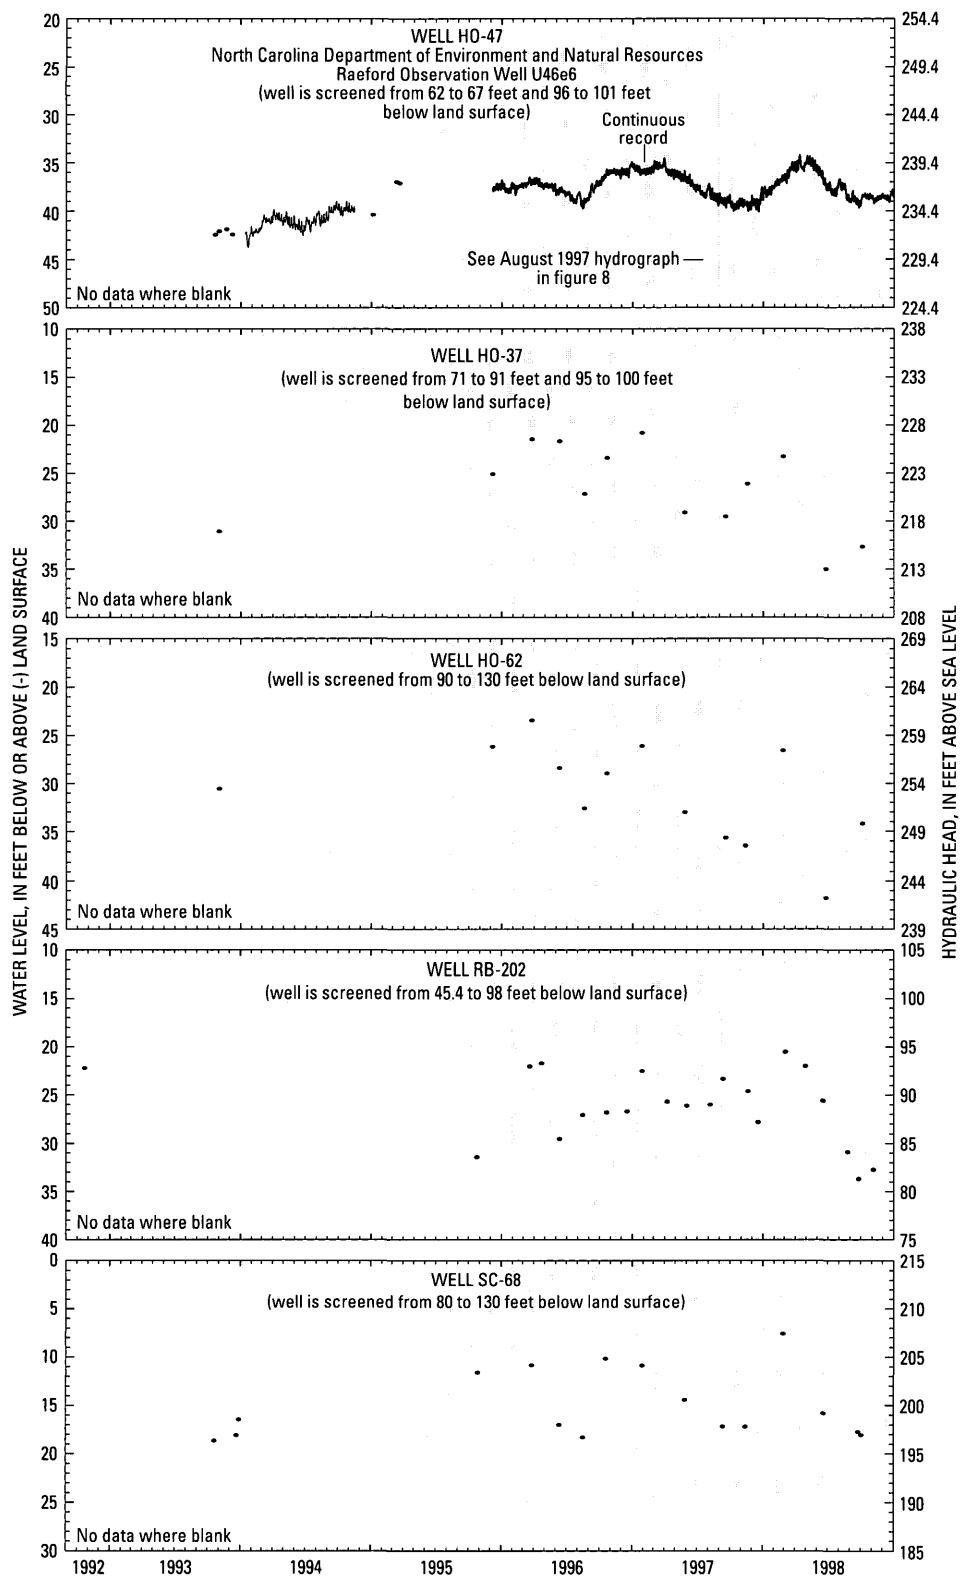 WATER LEVEL, IN FEET BELOW OR ABOVE (-) LAND SURFACE
HYDRAULIC HEAD, IN FEET ABOVE SEA LEVEL
WELL HO-47
North Carolina Department of Environment and Natural Resources
Raeford Observation Well U46e6
(well is screened from 62 to 67 feet and 96 to 101 feet
below land surface)
Continuous
record
See August 1997 hydrograph
in figure 8
No data where blank
20 254.4
25 249.4
30 244.4
35 239.4
40 234.4
45 229.4
50 224.4
WELL HO-37
(well is screened from 71 to 91 feet and 95 to 100 feet
below land surface)
No data where blank
10 238
15 233
20 228
25 223
30 218
35 213
40 208
WELL HO-62
(well is screened from 90 to 130 feet below land surface)
No data where blank
15 269
20 264
25 259
30 254
35 249
40 244
45 239
WELL RB-202
(well is screened from 45.4 to 98 feet below land surface)
No data where blank
10 105
15 100
20 95
25 90
30 85
35 80
40 75
WELL SC-68
(well is screened from 80 to 130 feet below land surface)
No data where blank
0 215
5 210
10 205
15 200
20 195
25 190
30 185
1992 1993 1994 1995 1996 1997 1998